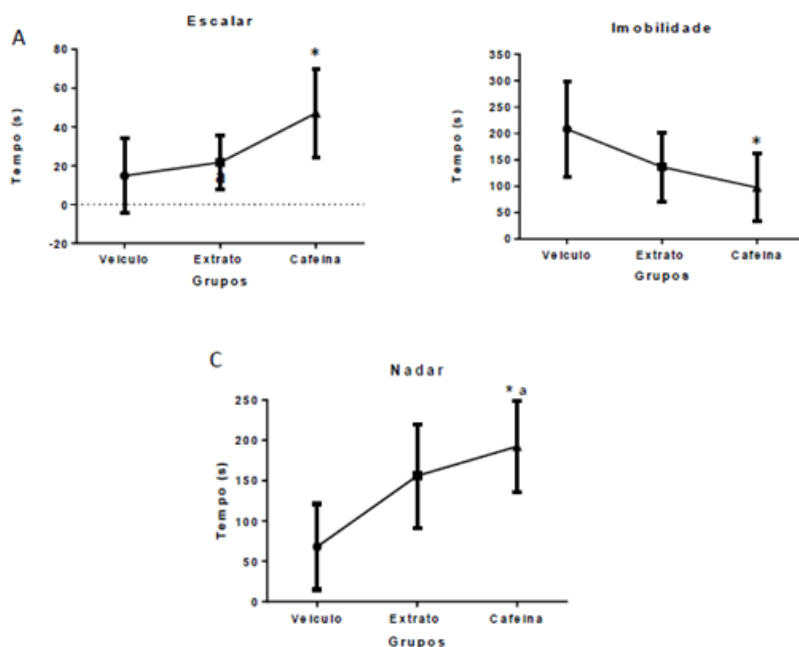 A
Escalar
*
80
60
40
20
0
-20
Tempo (s)
a
Veículo Extrato Cafeína
Grupos
Imobilidade
*
350
300
250
200
150
100
50
0
Tempo (s)
Veículo Extrato Cafeína
Grupos
C
Nadar
* a
250
200
150
100
50
0
Tempo (s)
Veículo Extrato Cafeína
Grupos